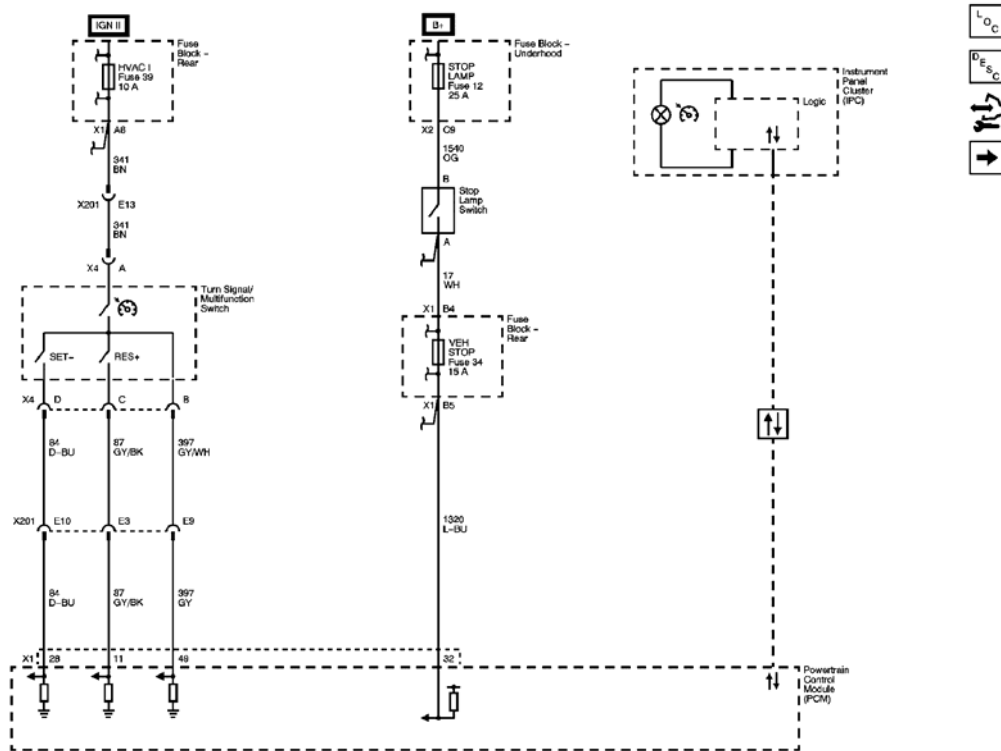 IGN II
Fuse
Block –
Rear
HVAC I
Fuse 39
10 A
X1 A6
341
BN
X201 E13
341
BN
X4 A
Turn Signal/
Multifunction
Switch
SET–
RES+
X4 D C B
84
D–BU
87
GY/BK
397
GY/WH
X201 E10 E3 E9
84
D–BU
87
GY/BK
397
GY
X1 28 11 49 32
B+
Fuse Block –
Underhood
STOP
LAMP
Fuse 12
25 A
X2 C9
1540
OG
B
Stop
Lamp
Switch
A
17
WH
X1 B4
Fuse
Block –
Rear
VEH
STOP
Fuse 34
15 A
X1 B5
1320
L–BU
Instrument
Panel
Cluster
(IPC)
Logic
Powertrain
Control
Module
(PCM)
LOC
DESC